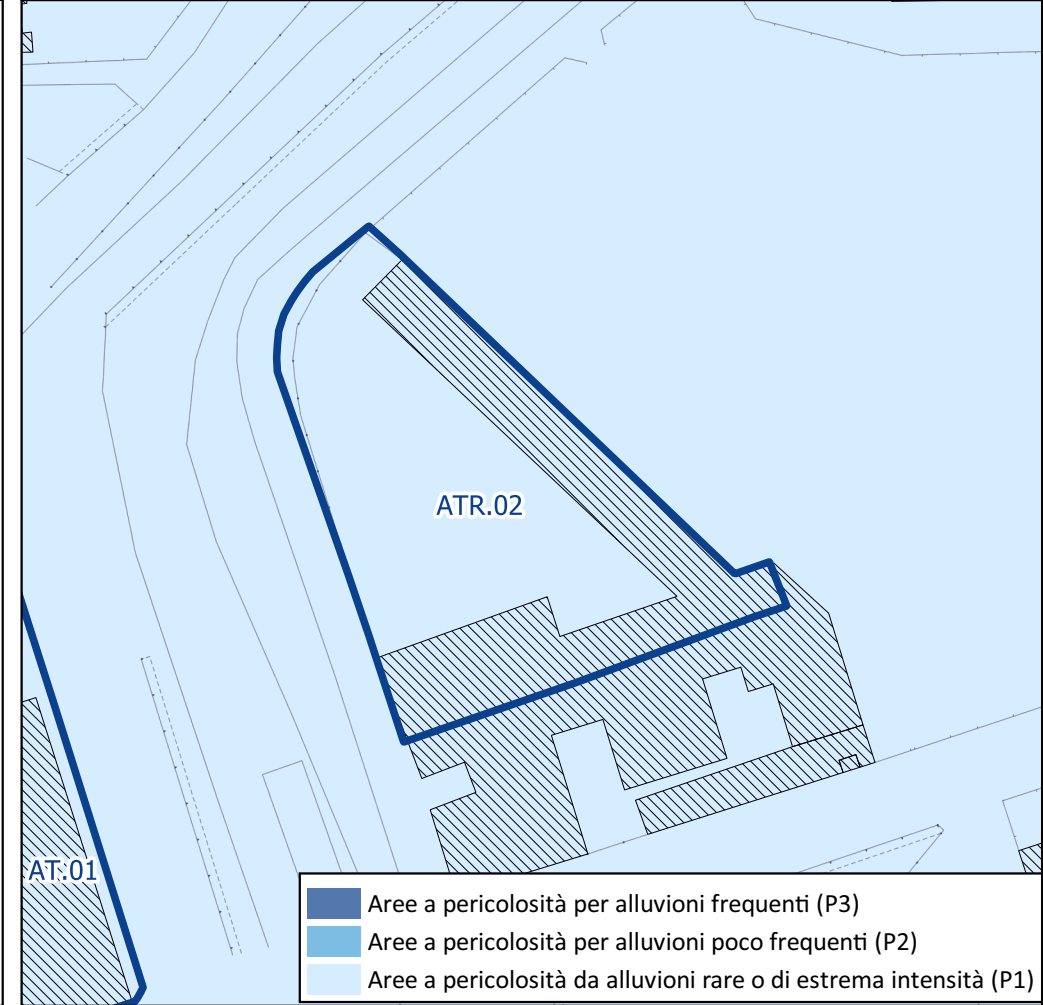 ATR.02
AT.01
Aree a pericolosità per alluvioni frequenti (P3)
Aree a pericolosità per alluvioni poco frequenti (P2)
Aree a pericolosità da alluvioni rare o di estrema intensità (P1)